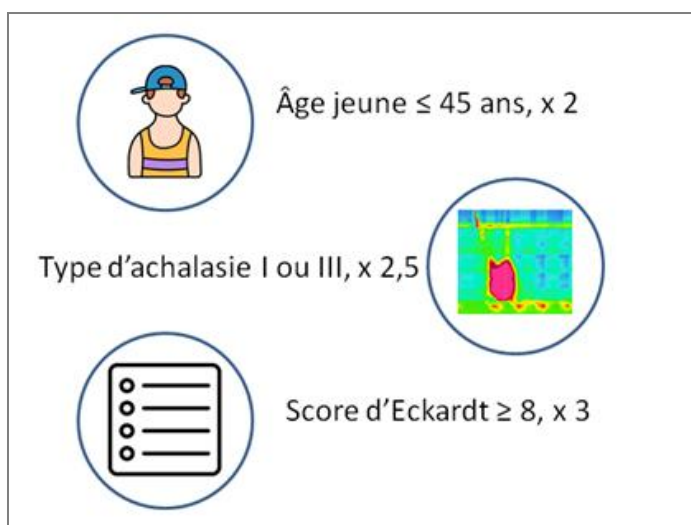 Âge jeune ≤ 45 ans, x 2
Type d’achalasie I ou III, x 2,5
Score d’Eckardt ≥ 8, x 3